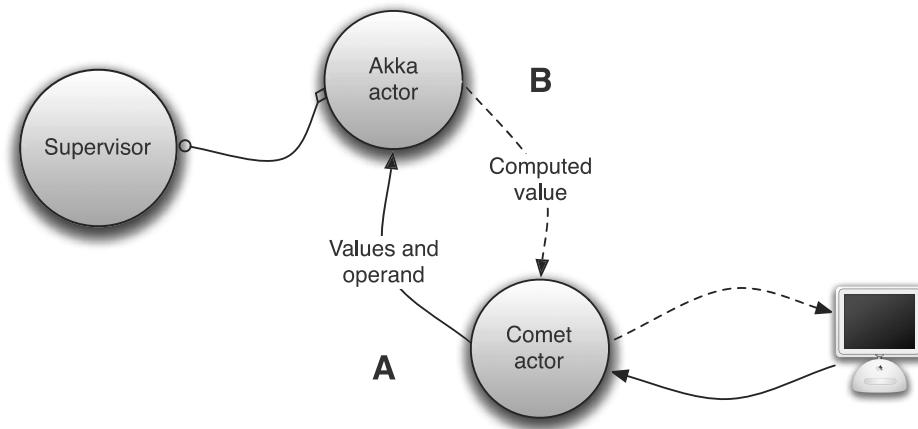 Akka
actor
B
Supervisor
Computed
value
Values and
operand
Comet
actor
A